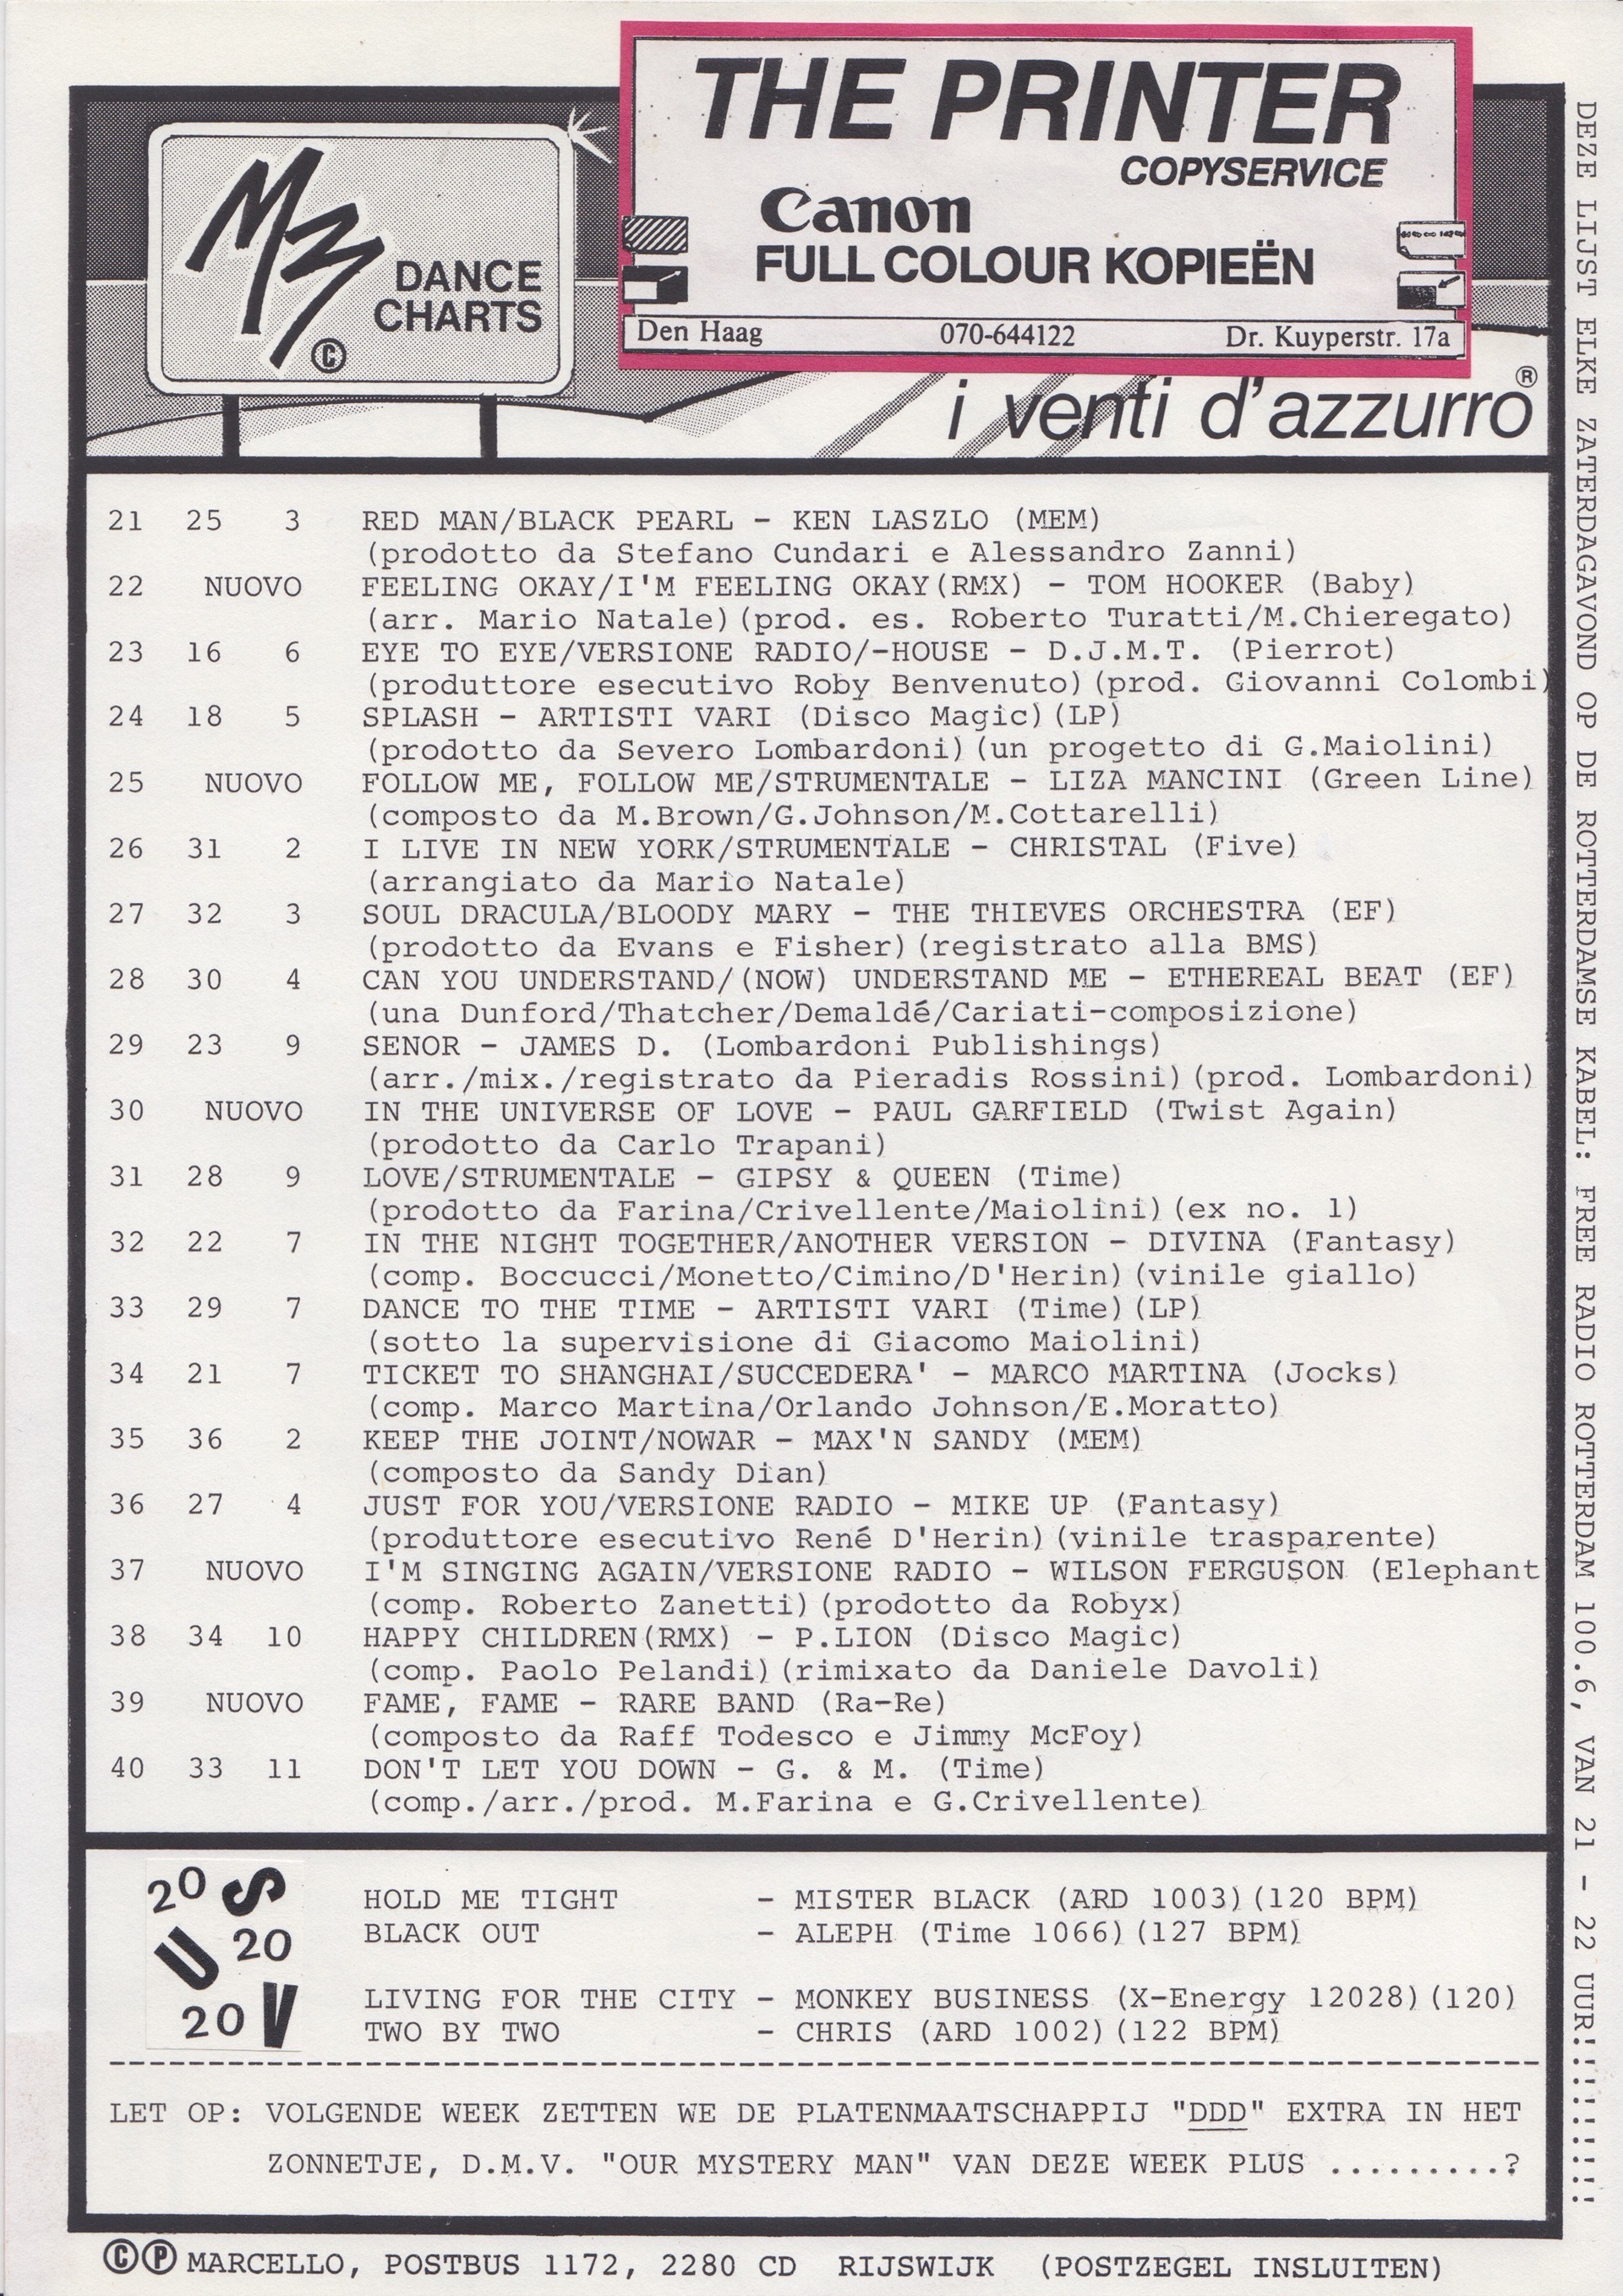 THE PRINTER
COPYSERVICE
Canon
FULL COLOUR KOPIEËN
Den Haag 070-644122 Dr. Kuyperstr. 17a
M3
DANCE
CHARTS
©
i venti d'azzurro®
21 25 3 RED MAN/BLACK PEARL - KEN LASZLO (MEM)
(prodotto da Stefano Cundari e Alessandro Zanni)
22 NUOVO FEELING OKAY/I'M FEELING OKAY(RMX) - TOM HOOKER (Baby)
(arr. Mario Natale)(prod. es. Roberto Turatti/M.Chieregato)
23 16 6 EYE TO EYE/VERSIONE RADIO/-HOUSE - D.J.M.T. (Pierrot)
(produttore esecutivo Roby Benvenuto)(prod. Giovanni Colombi)
24 18 5 SPLASH - ARTISTI VARI (Disco Magic)(LP)
(prodotto da Severo Lombardoni)(un progetto di G.Maiolini)
25 NUOVO FOLLOW ME, FOLLOW ME/STRUMENTALE - LIZA MANCINI (Green Line)
(composto da M.Brown/G.Johnson/M.Cottarelli)
26 31 2 I LIVE IN NEW YORK/STRUMENTALE - CHRISTAL (Five)
(arrangiato da Mario Natale)
27 32 3 SOUL DRACULA/BLOODY MARY - THE THIEVES ORCHESTRA (EF)
(prodotto da Evans e Fisher)(registrato alla BMS)
28 30 4 CAN YOU UNDERSTAND/(NOW) UNDERSTAND ME - ETHEREAL BEAT (EF)
(una Dunford/Thatcher/Demaldé/Cariati-composizione)
29 23 9 SENOR - JAMES D. (Lombardoni Publishings)
(arr./mix./registrato da Pieradis Rossini)(prod. Lombardoni)
30 NUOVO IN THE UNIVERSE OF LOVE - PAUL GARFIELD (Twist Again)
(prodotto da Carlo Trapani)
31 28 9 LOVE/STRUMENTALE - GIPSY & QUEEN (Time)
(prodotto da Farina/Crivellente/Maiolini)(ex no. 1)
32 22 7 IN THE NIGHT TOGETHER/ANOTHER VERSION - DIVINA (Fantasy)
(comp. Boccucci/Monetto/Cimino/D'Herin)(vinile giallo)
33 29 7 DANCE TO THE TIME - ARTISTI VARI (Time)(LP)
(sotto la supervisione di Giacomo Maiolini)
34 21 7 TICKET TO SHANGHAI/SUCCEDERA' - MARCO MARTINA (Jocks)
(comp. Marco Martina/Orlando Johnson/E.Moratto)
35 36 2 KEEP THE JOINT/NOWAR - MAX'N SANDY (MEM)
(composto da Sandy Dian)
36 27 4 JUST FOR YOU/VERSIONE RADIO - MIKE UP (Fantasy)
(produttore esecutivo René D'Herin)(vinile trasparente)
37 NUOVO I'M SINGING AGAIN/VERSIONE RADIO - WILSON FERGUSON (Elephant
(comp. Roberto Zanetti)(prodotto da Robyx)
38 34 10 HAPPY CHILDREN(RMX) - P.LION (Disco Magic)
(comp. Paolo Pelandi)(rimixato da Daniele Davoli)
39 NUOVO FAME, FAME - RARE BAND (Ra-Re)
(composto da Raff Todesco e Jimmy McFoy)
40 33 11 DON'T LET YOU DOWN - G. & M. (Time)
(comp./arr./prod. M.Farina e G.Crivellente)
20 S
U 20
20 V
HOLD ME TIGHT - MISTER BLACK (ARD 1003)(120 BPM)
BLACK OUT - ALEPH (Time 1066)(127 BPM)
LIVING FOR THE CITY - MONKEY BUSINESS (X-Energy 12028)(120)
TWO BY TWO - CHRIS (ARD 1002)(122 BPM)
LET OP: VOLGENDE WEEK ZETTEN WE DE PLATENMAATSCHAPPIJ "DDD" EXTRA IN HET
ZONNETJE, D.M.V. "OUR MYSTERY MAN" VAN DEZE WEEK PLUS .........?
©Ⓟ MARCELLO, POSTBUS 1172, 2280 CD RIJSWIJK (POSTZEGEL INSLUITEN)
DEZE LIJST ELKE ZATERDAGAVOND OP DE ROTTERDAMSE KABEL: FREE RADIO ROTTERDAM 100.6, VAN 21 - 22 UUR!!!!!!!!!